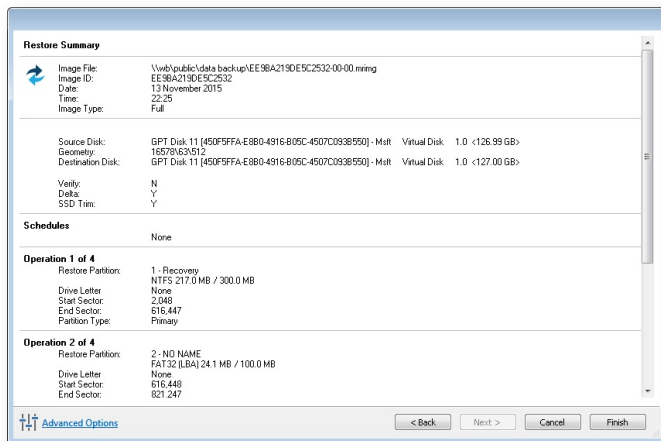 Restore Summary
Image File: \\wb\public\data backup\EE9BA219DE5C2532-00-00.mrimg
Image ID: EE9BA219DE5C2532
Date: 13 November 2015
Time: 22:25
Image Type: Full
Source Disk: GPT Disk 11 [450F5FFA-E8B0-4916-B05C-4507C093B550] - Msft Virtual Disk 1.0 <126.99 GB>
Geometry: 16578\63\512
Destination Disk: GPT Disk 11 [450F5FFA-E8B0-4916-B05C-4507C093B550] - Msft Virtual Disk 1.0 <127.00 GB>
Verify: N
Delta: Y
SSD Trim: Y
Schedules
None
Operation 1 of 4
Restore Partition: 1 - Recovery
NTFS 217.0 MB / 300.0 MB
Drive Letter None
Start Sector: 2,048
End Sector: 616,447
Partition Type: Primary
Operation 2 of 4
Restore Partition: 2 - NO NAME
FAT32 (LBA) 24.1 MB / 100.0 MB
Drive Letter None
Start Sector: 616,448
End Sector: 821,247
Advanced Options
< Back
Next >
Cancel
Finish